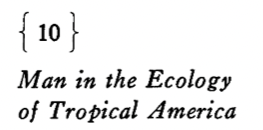 { 10 }
Man in the Ecology
of Tropical America